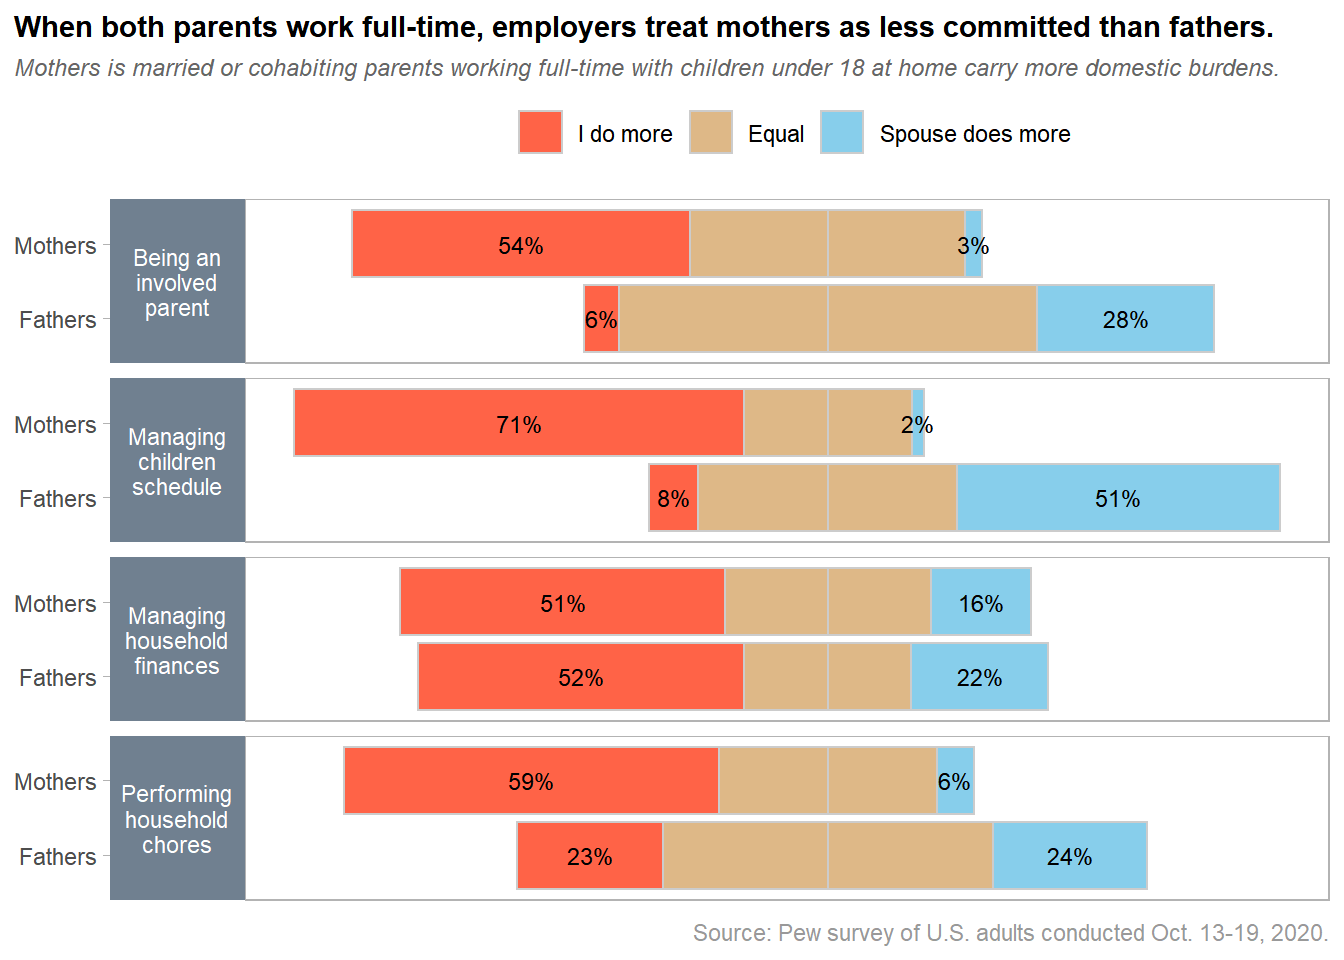 When both parents work full-time, employers treat mothers as less committed than fathers.
Mothers is married or cohabiting parents working full-time with children under 18 at home carry more domestic burdens.
I do more Equal Spouse does more
Mothers
Fathers
Being an
involved
parent
54% 3%
6% 28%
Mothers
Fathers
Managing
children
schedule
71% 2%
8% 51%
Mothers
Fathers
Managing
household
finances
51% 16%
52% 22%
Mothers
Fathers
Performing
household
chores
59% 6%
23% 24%
Source: Pew survey of U.S. adults conducted Oct. 13-19, 2020.